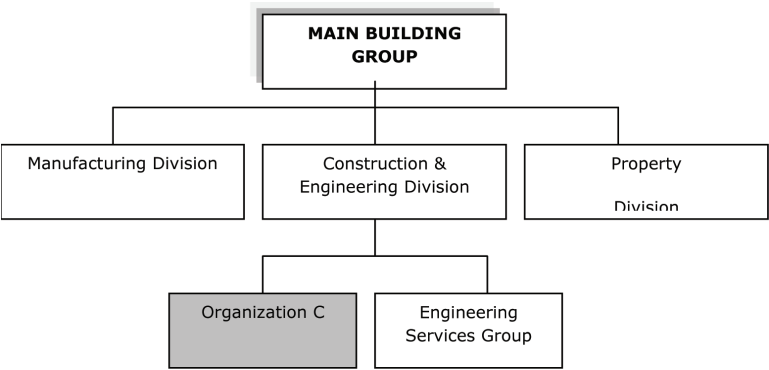 MAIN BUILDING
GROUP
Manufacturing Division
Construction &
Engineering Division
Property
Division
Organization C
Engineering
Services Group